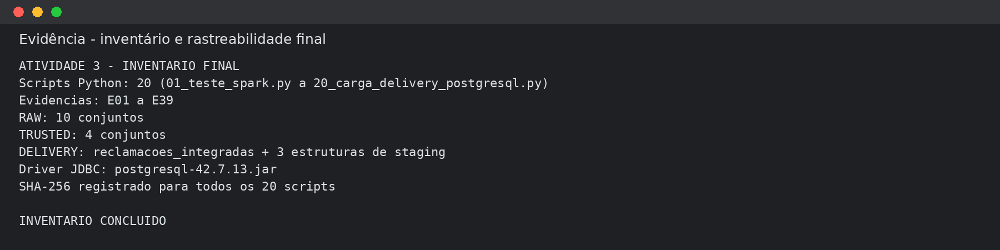 Evidência - inventário e rastreabilidade final
ATIVIDADE 3 - INVENTARIO FINAL
Scripts Python: 20 (01_teste_spark.py a 20_carga_delivery_postgresql.py)
Evidencias: E01 a E39
RAW: 10 conjuntos
TRUSTED: 4 conjuntos
DELIVERY: reclamacoes_integradas + 3 estruturas de staging
Driver JDBC: postgresql-42.7.13.jar
SHA-256 registrado para todos os 20 scripts
INVENTARIO CONCLUIDO